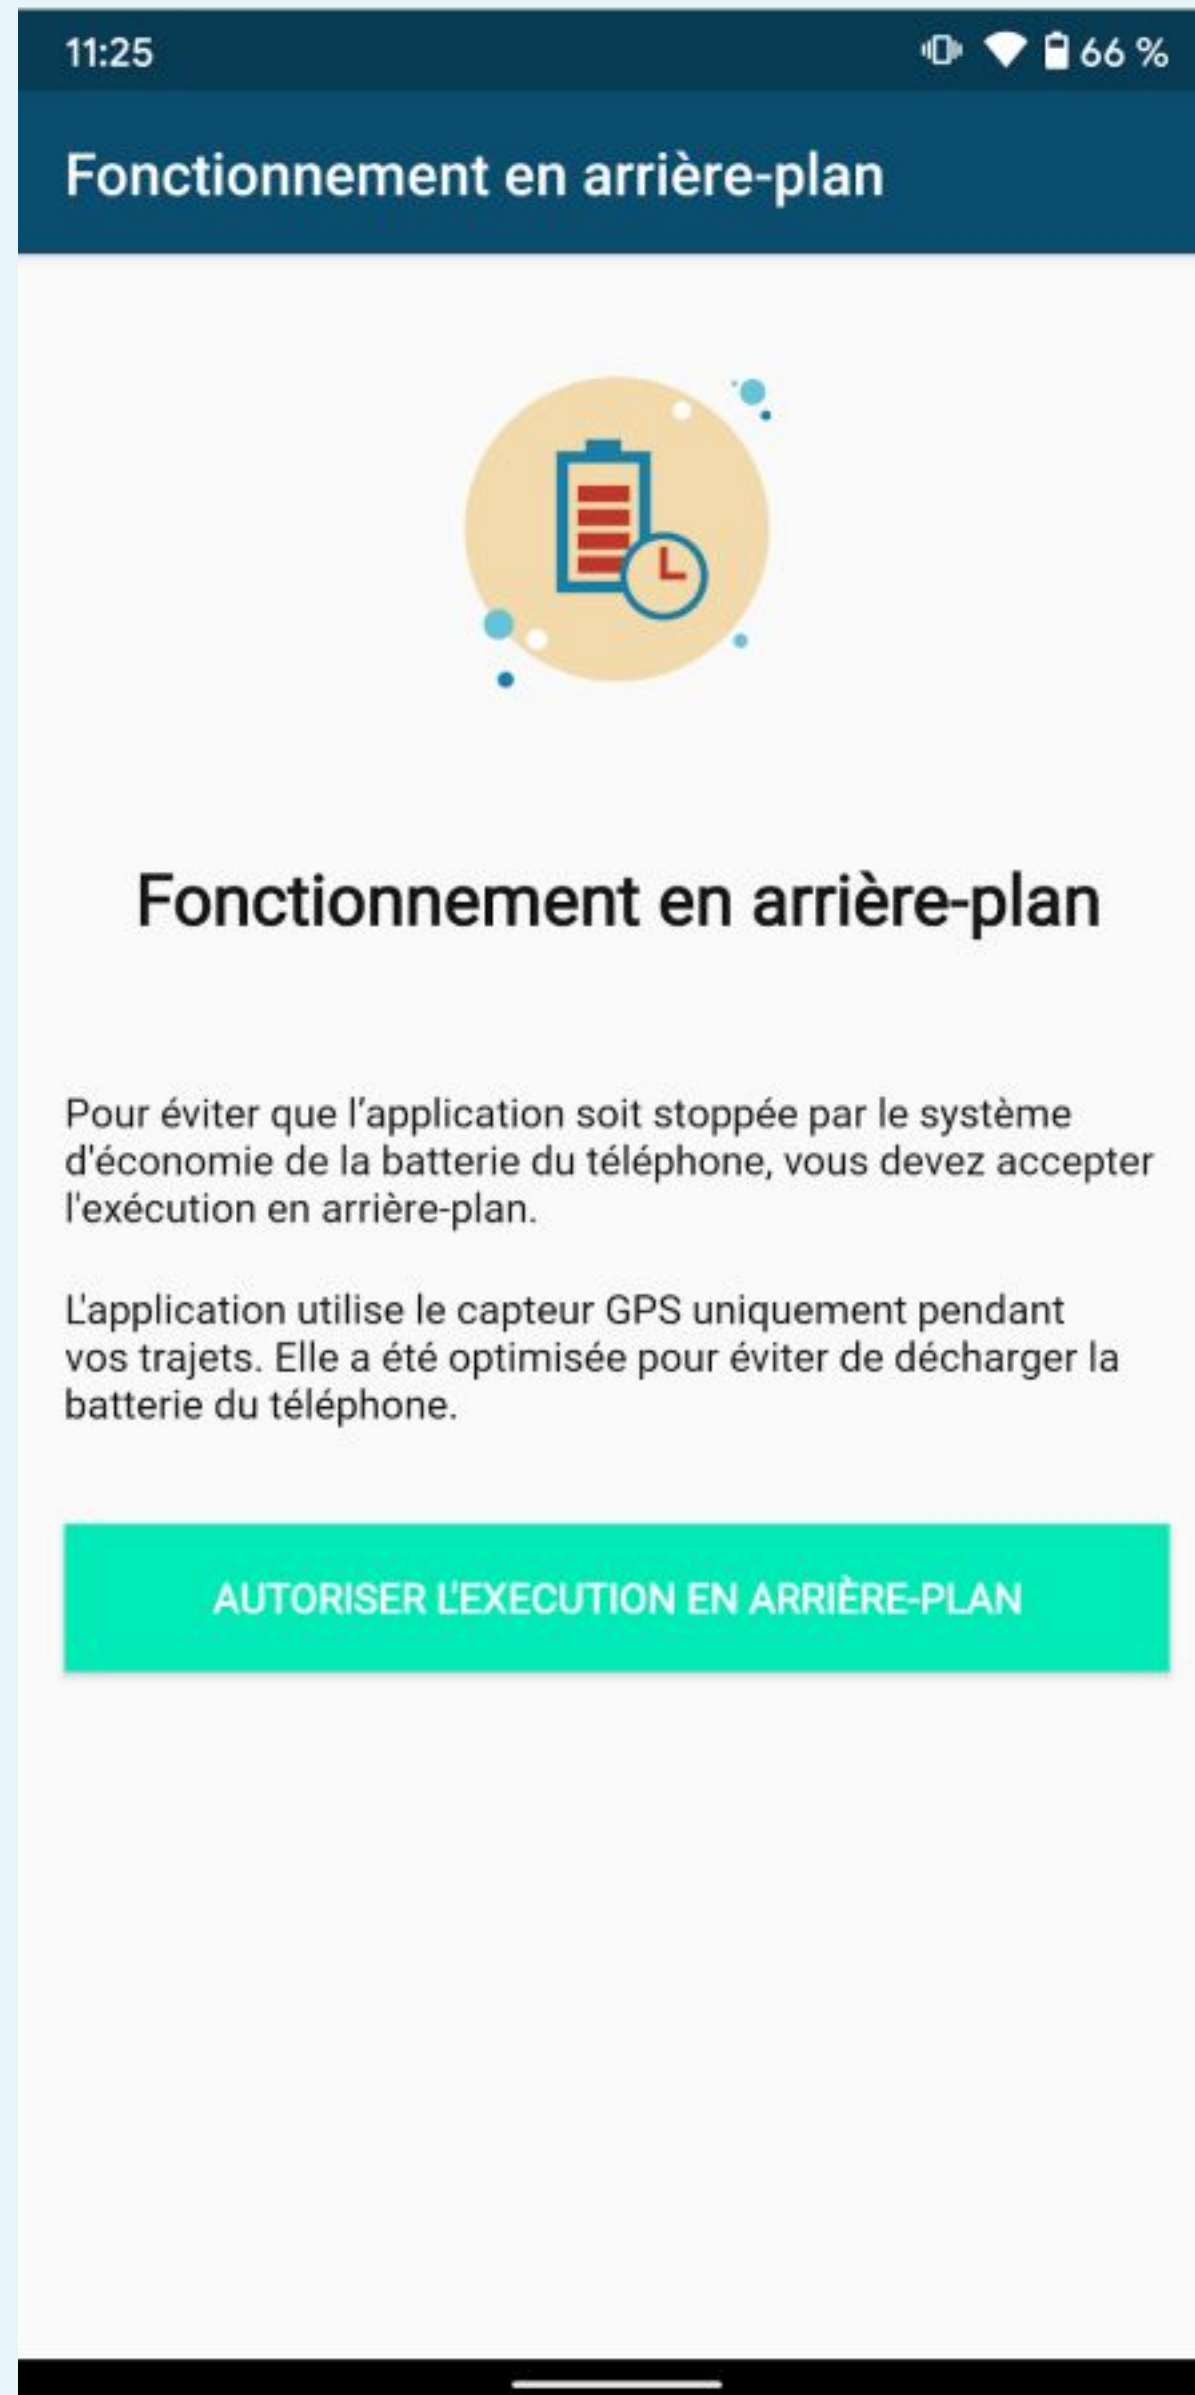 11:25
66 %
Fonctionnement en arrière-plan
Fonctionnement en arrière-plan
Pour éviter que l’application soit stoppée par le système
d'économie de la batterie du téléphone, vous devez accepter
l'exécution en arrière-plan.
L'application utilise le capteur GPS uniquement pendant
vos trajets. Elle a été optimisée pour éviter de décharger la
batterie du téléphone.
AUTORISER L'EXECUTION EN ARRIÈRE-PLAN